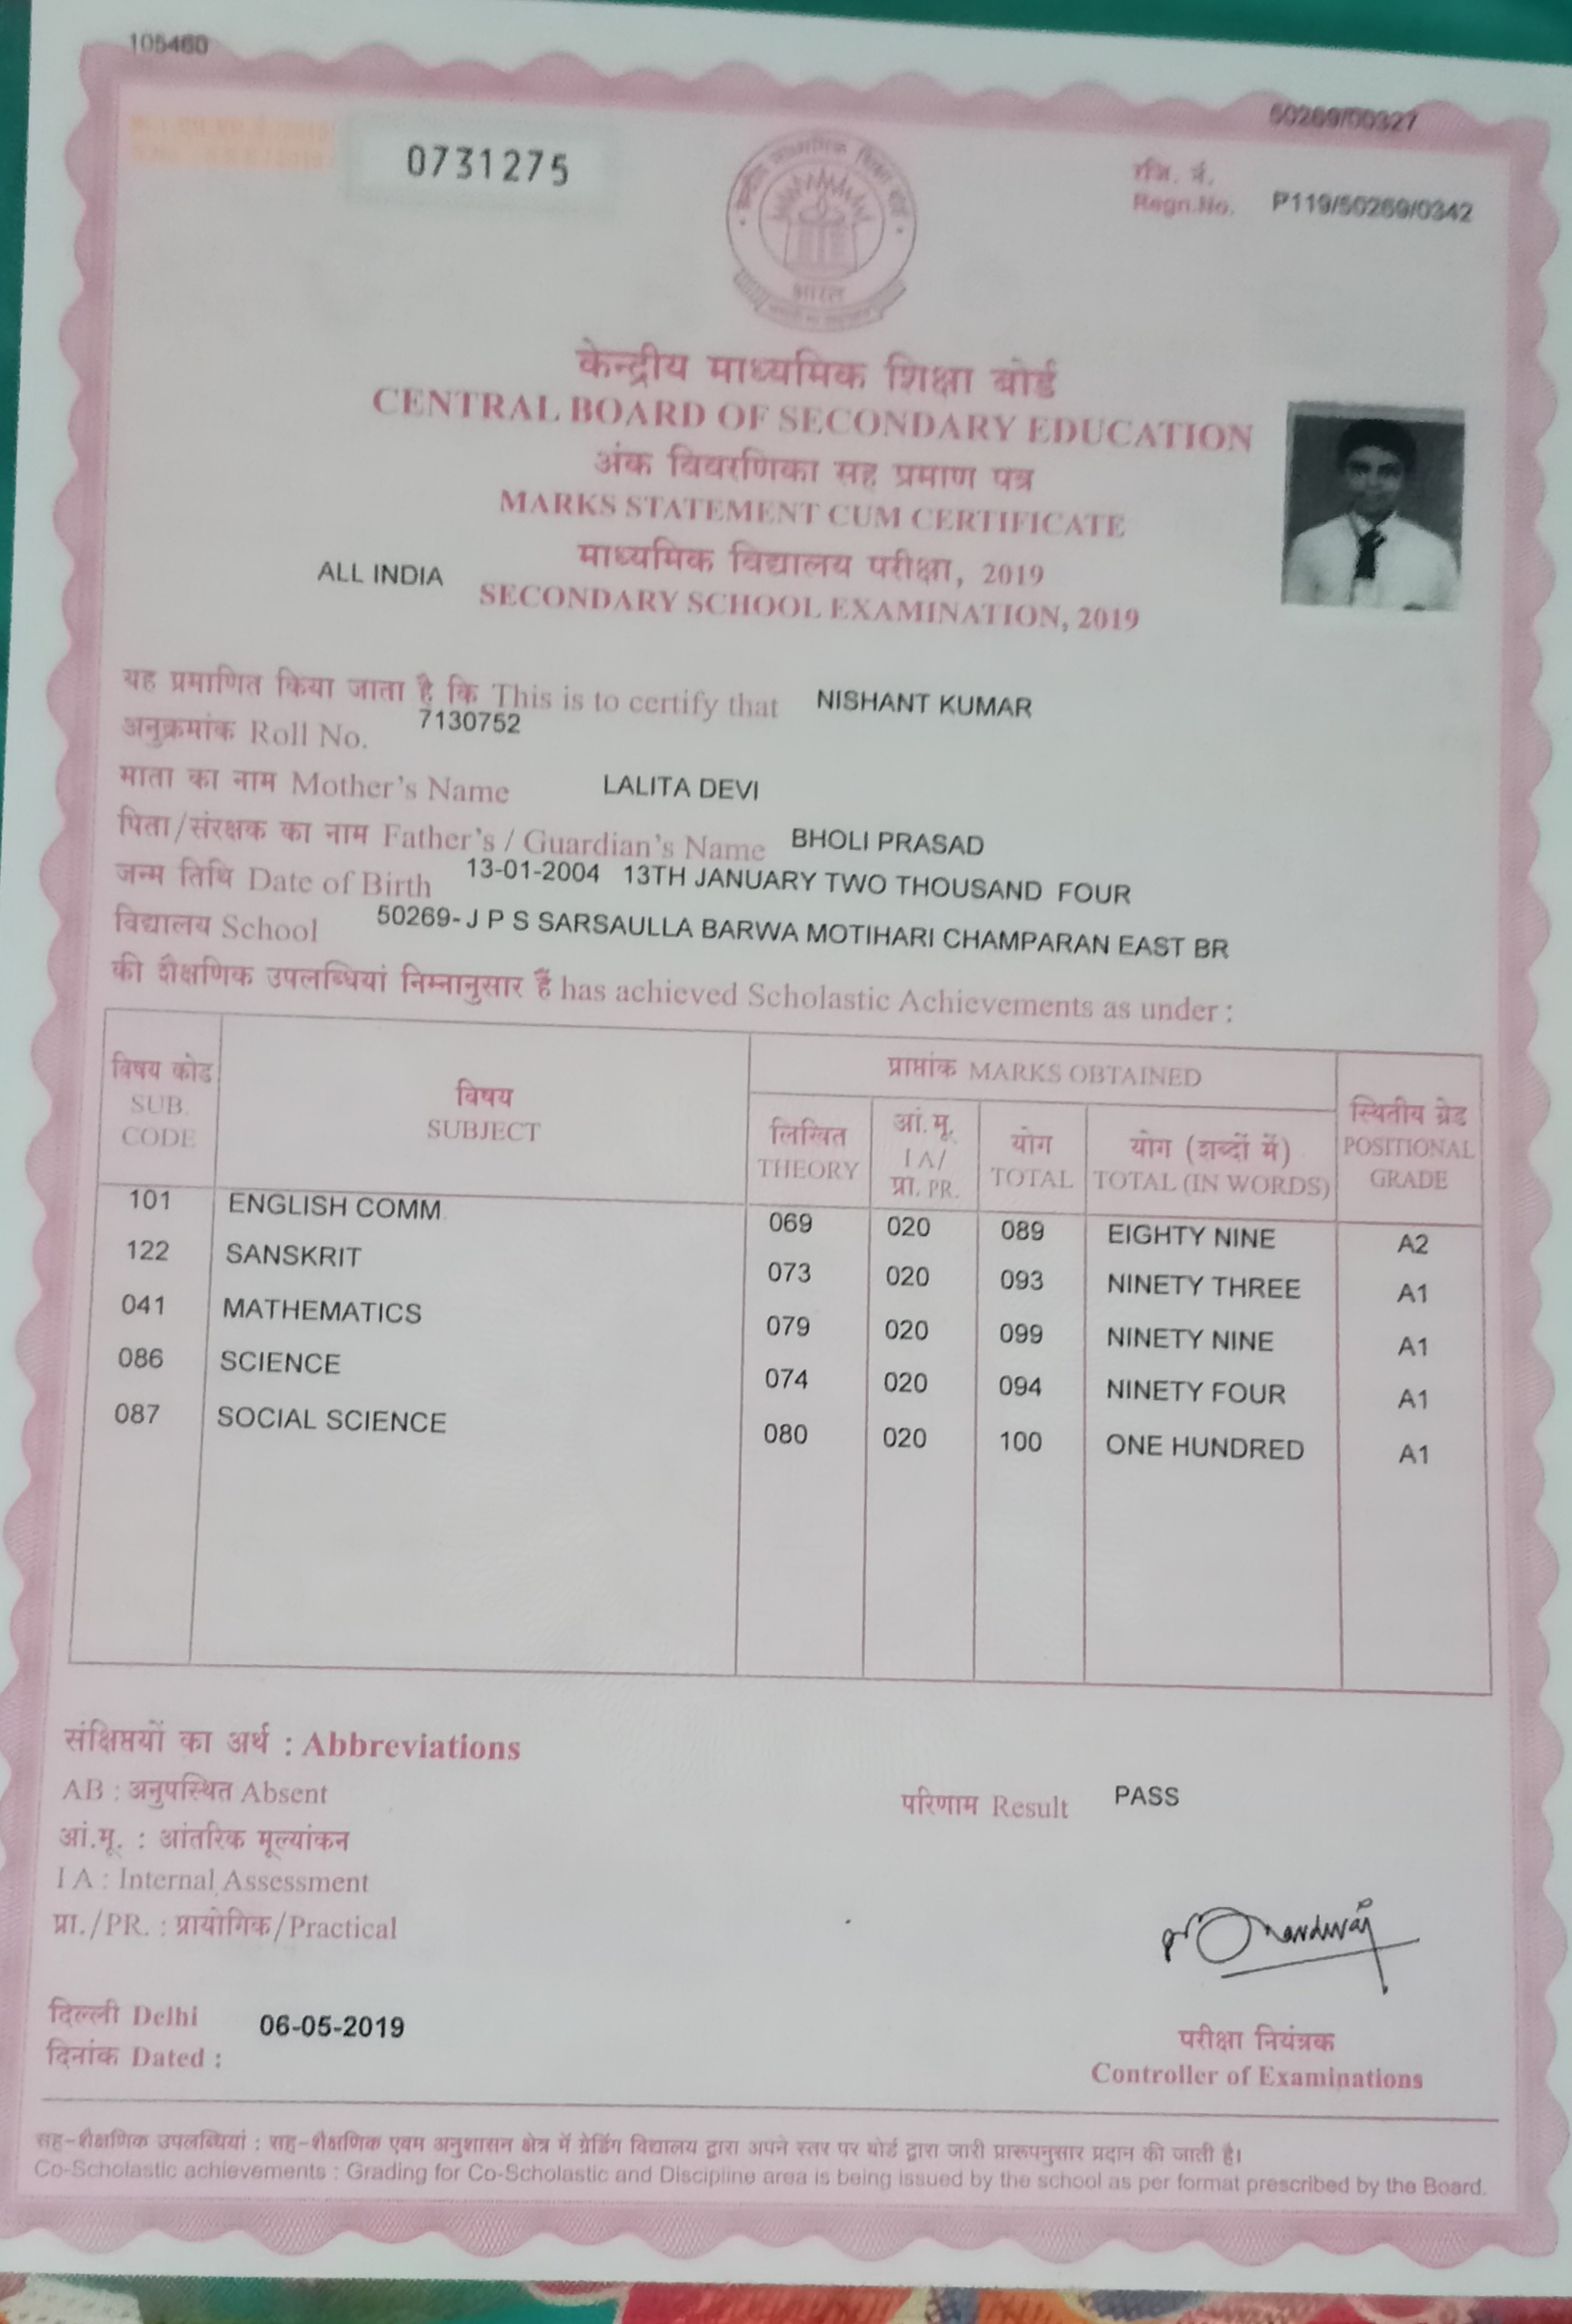 105460
50269/00327
0731275
रजि. नं.
Regn.No. P119/50269/0342
भारत
केन्द्रीय माध्यमिक शिक्षा बोर्ड
CENTRAL BOARD OF SECONDARY EDUCATION
अंक विवरणिका सह प्रमाण पत्र
MARKS STATEMENT CUM CERTIFICATE
माध्यमिक विद्यालय परीक्षा, 2019
ALL INDIA SECONDARY SCHOOL EXAMINATION, 2019
यह प्रमाणित किया जाता है कि This is to certify that NISHANT KUMAR
अनुक्रमांक Roll No. 7130752
माता का नाम Mother's Name LALITA DEVI
पिता/संरक्षक का नाम Father's / Guardian's Name BHOLI PRASAD
जन्म तिथि Date of Birth 13-01-2004 13TH JANUARY TWO THOUSAND FOUR
विद्यालय School 50269- J P S SARSAULLA BARWA MOTIHARI CHAMPARAN EAST BR
की शैक्षणिक उपलब्धियां निम्नानुसार हैं has achieved Scholastic Achievements as under :
विषय कोड SUB. CODE
विषय SUBJECT
प्राप्तांक MARKS OBTAINED
लिखित THEORY
आं.मू. I A/ प्रा. PR.
योग TOTAL
योग (शब्दों में) TOTAL (IN WORDS)
स्थितीय ग्रेड POSITIONAL GRADE
101 ENGLISH COMM. 069 020 089 EIGHTY NINE A2
122 SANSKRIT 073 020 093 NINETY THREE A1
041 MATHEMATICS 079 020 099 NINETY NINE A1
086 SCIENCE 074 020 094 NINETY FOUR A1
087 SOCIAL SCIENCE 080 020 100 ONE HUNDRED A1
संक्षिप्तियों का अर्थ : Abbreviations
AB : अनुपस्थित Absent
परिणाम Result PASS
आं.मू. : आंतरिक मूल्यांकन
I A : Internal Assessment
प्रा./PR. : प्रायोगिक/Practical
दिल्ली Delhi
दिनांक Dated : 06-05-2019
परीक्षा नियंत्रक
Controller of Examinations
सह-शैक्षणिक उपलब्धियां : सह-शैक्षणिक एवम अनुशासन क्षेत्र में ग्रेडिंग विद्यालय द्वारा अपने स्तर पर बोर्ड द्वारा जारी प्रारूपनुसार प्रदान की जाती है।
Co-Scholastic achievements : Grading for Co-Scholastic and Discipline area is being issued by the school as per format prescribed by the Board.